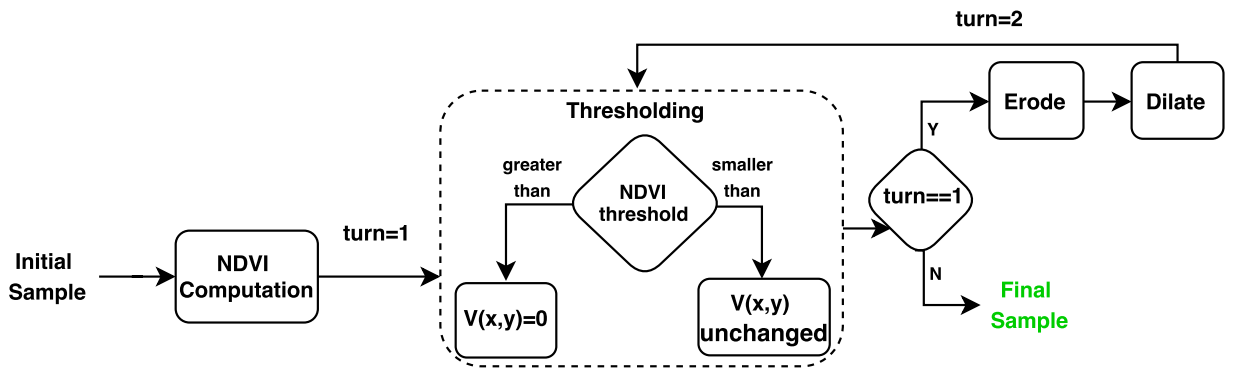 turn=2
Thresholding
greater
than
NDVI
threshold
smaller
than
V(x,y)=0
V(x,y)
unchanged
Initial
Sample
NDVI
Computation
turn=1
turn==1
Y
N
Erode
Dilate
Final
Sample